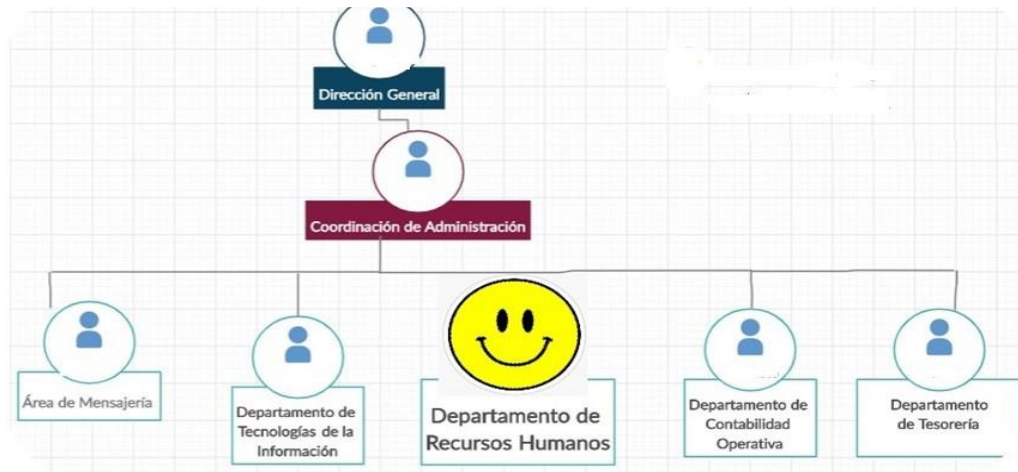 Dirección General
Coordinación de Administración
Área de Mensajería
Departamento de
Tecnologías de la
Información
Departamento de
Recursos Humanos
Departamento de
Contabilidad
Operativa
Departamento
de Tesorería